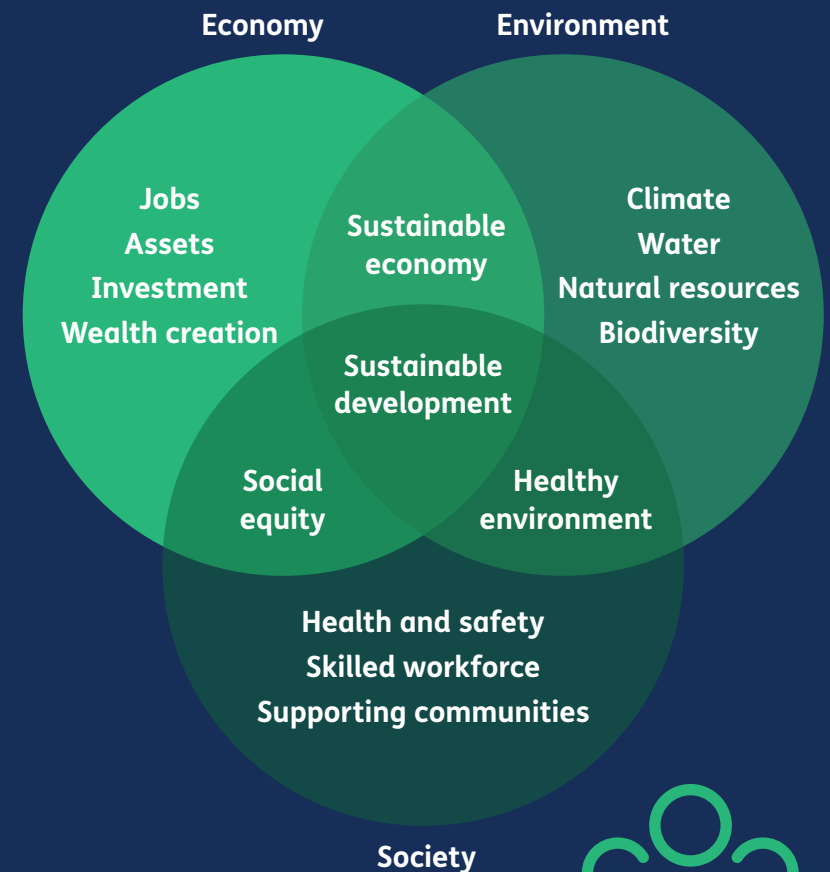 Economy
Environment
Jobs
Assets
Investment
Wealth creation
Sustainable
economy
Climate
Water
Natural resources
Biodiversity
Sustainable
development
Social
equity
Healthy
environment
Health and safety
Skilled workforce
Supporting communities
Society